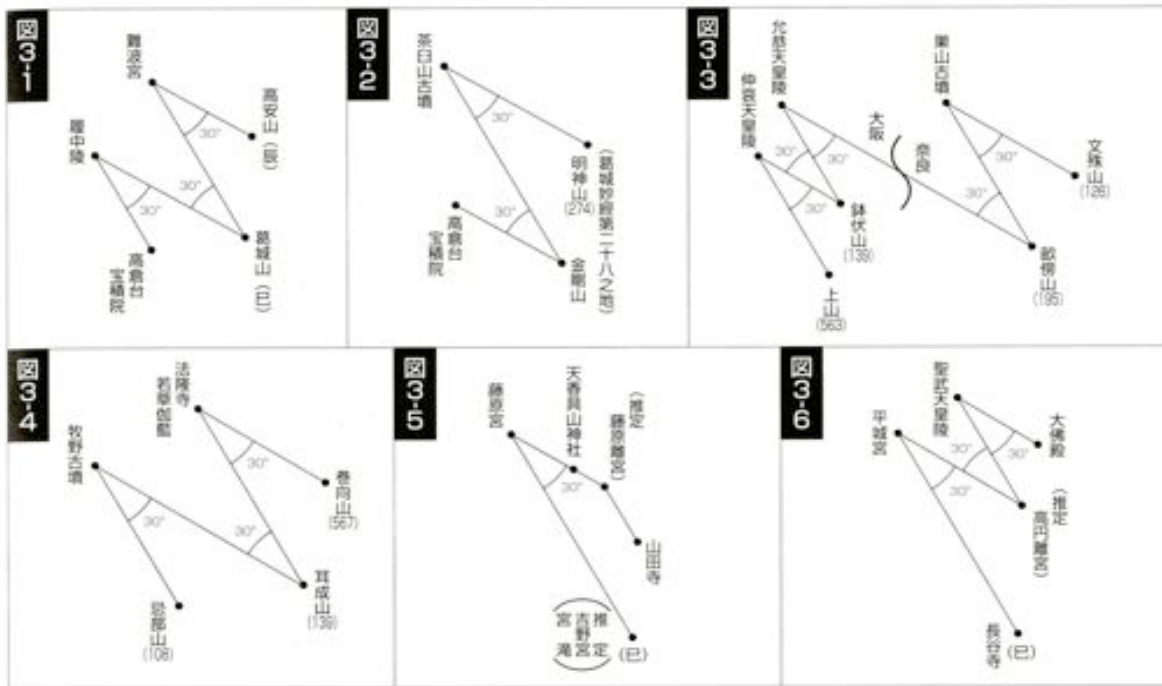 図3-1
難波宮
高安山(辰)
30°
履中陵
30°
30°
葛城山(巳)
高倉台
宝積院
図3-2
茶臼山古墳
30°
明神山
(274)
(葛城妙経第二十八之地)
30°
高倉台
宝積院
金剛山
図3-3
允恭天皇陵
仲哀天皇陵
大阪
奈良
30°
30°
30°
鉢伏山
(139)
上山
(563)
巣山古墳
30°
文殊山
(126)
30°
畝傍山
(195)
図3-4
法隆寺
若草伽藍
30°
巻向山
(567)
牧野古墳
30°
30°
耳成山
(139)
忌部山
(108)
図3-5
藤原宮
天香具山神社
(推定
藤原離宮)
30°
山田寺
推定
吉野宮
宮滝
(巳)
図3-6
聖武天皇陵
大佛殿
平城宮
30°
30°
30°
(推定
高円離宮)
長谷寺
(巳)